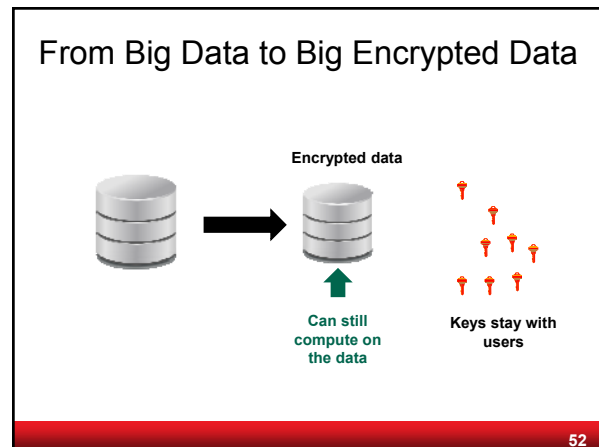 From Big Data to Big Encrypted Data
Encrypted data
Can still
compute on
the data
Keys stay with
users
52